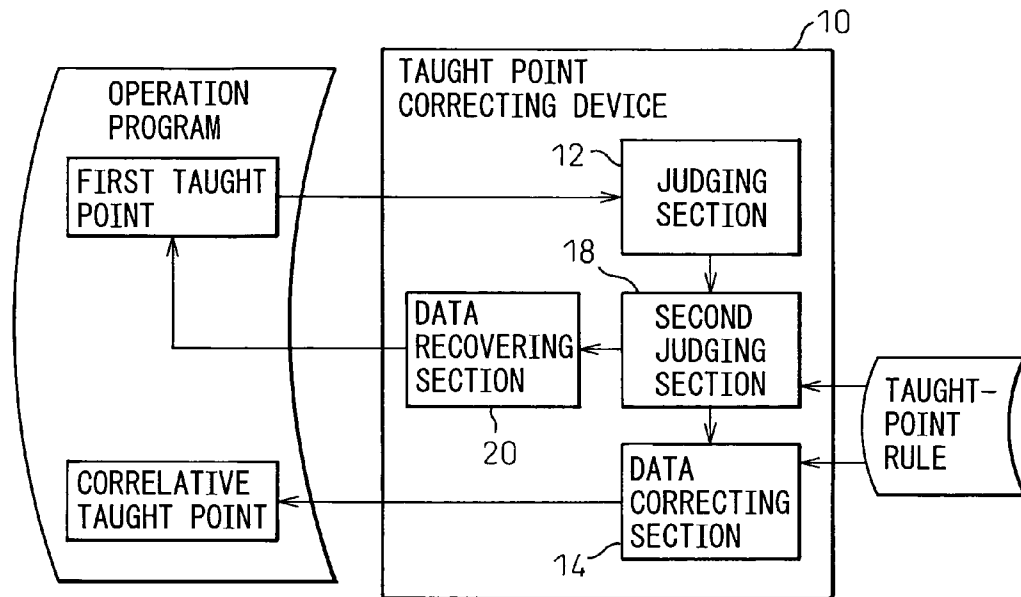 10
OPERATION
PROGRAM
FIRST TAUGHT
POINT
CORRELATIVE
TAUGHT POINT
TAUGHT POINT
CORRECTING DEVICE
12
JUDGING
SECTION
18
SECOND
JUDGING
SECTION
DATA
RECOVERING
SECTION
20
DATA
CORRECTING
SECTION
14
TAUGHT-
POINT
RULE